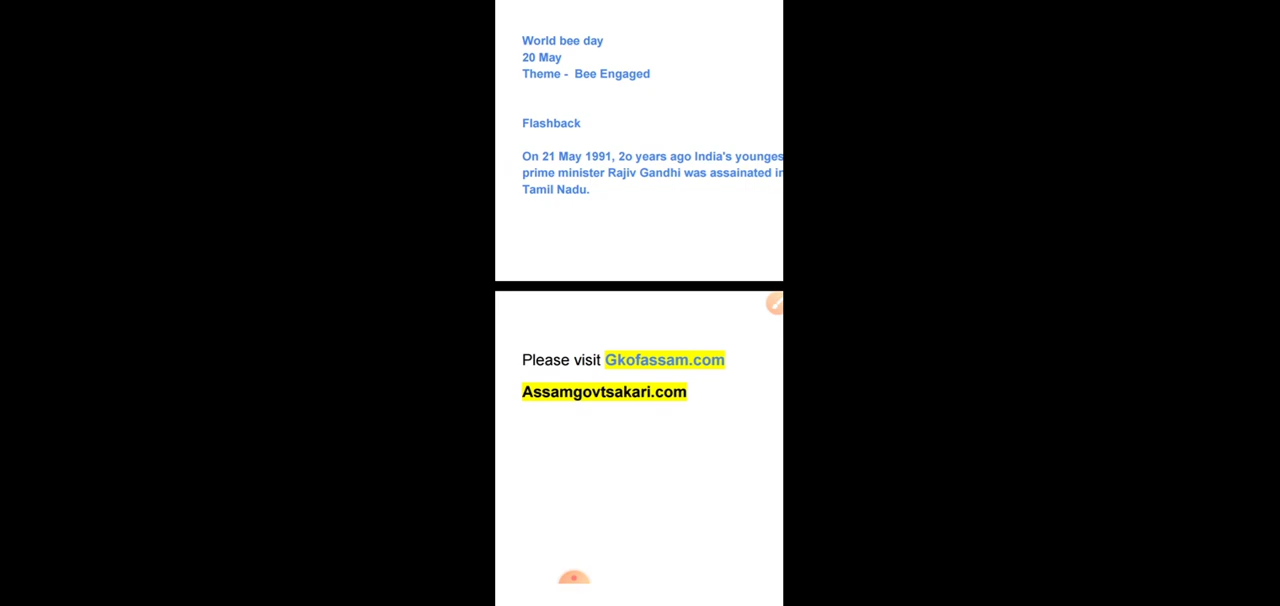 World bee day
20 May
Theme - Bee Engaged
Flashback
On 21 May 1991, 2o years ago India's younges
prime minister Rajiv Gandhi was assainated in
Tamil Nadu.
Please visit Gkofassam.com
Assamgovtsakari.com